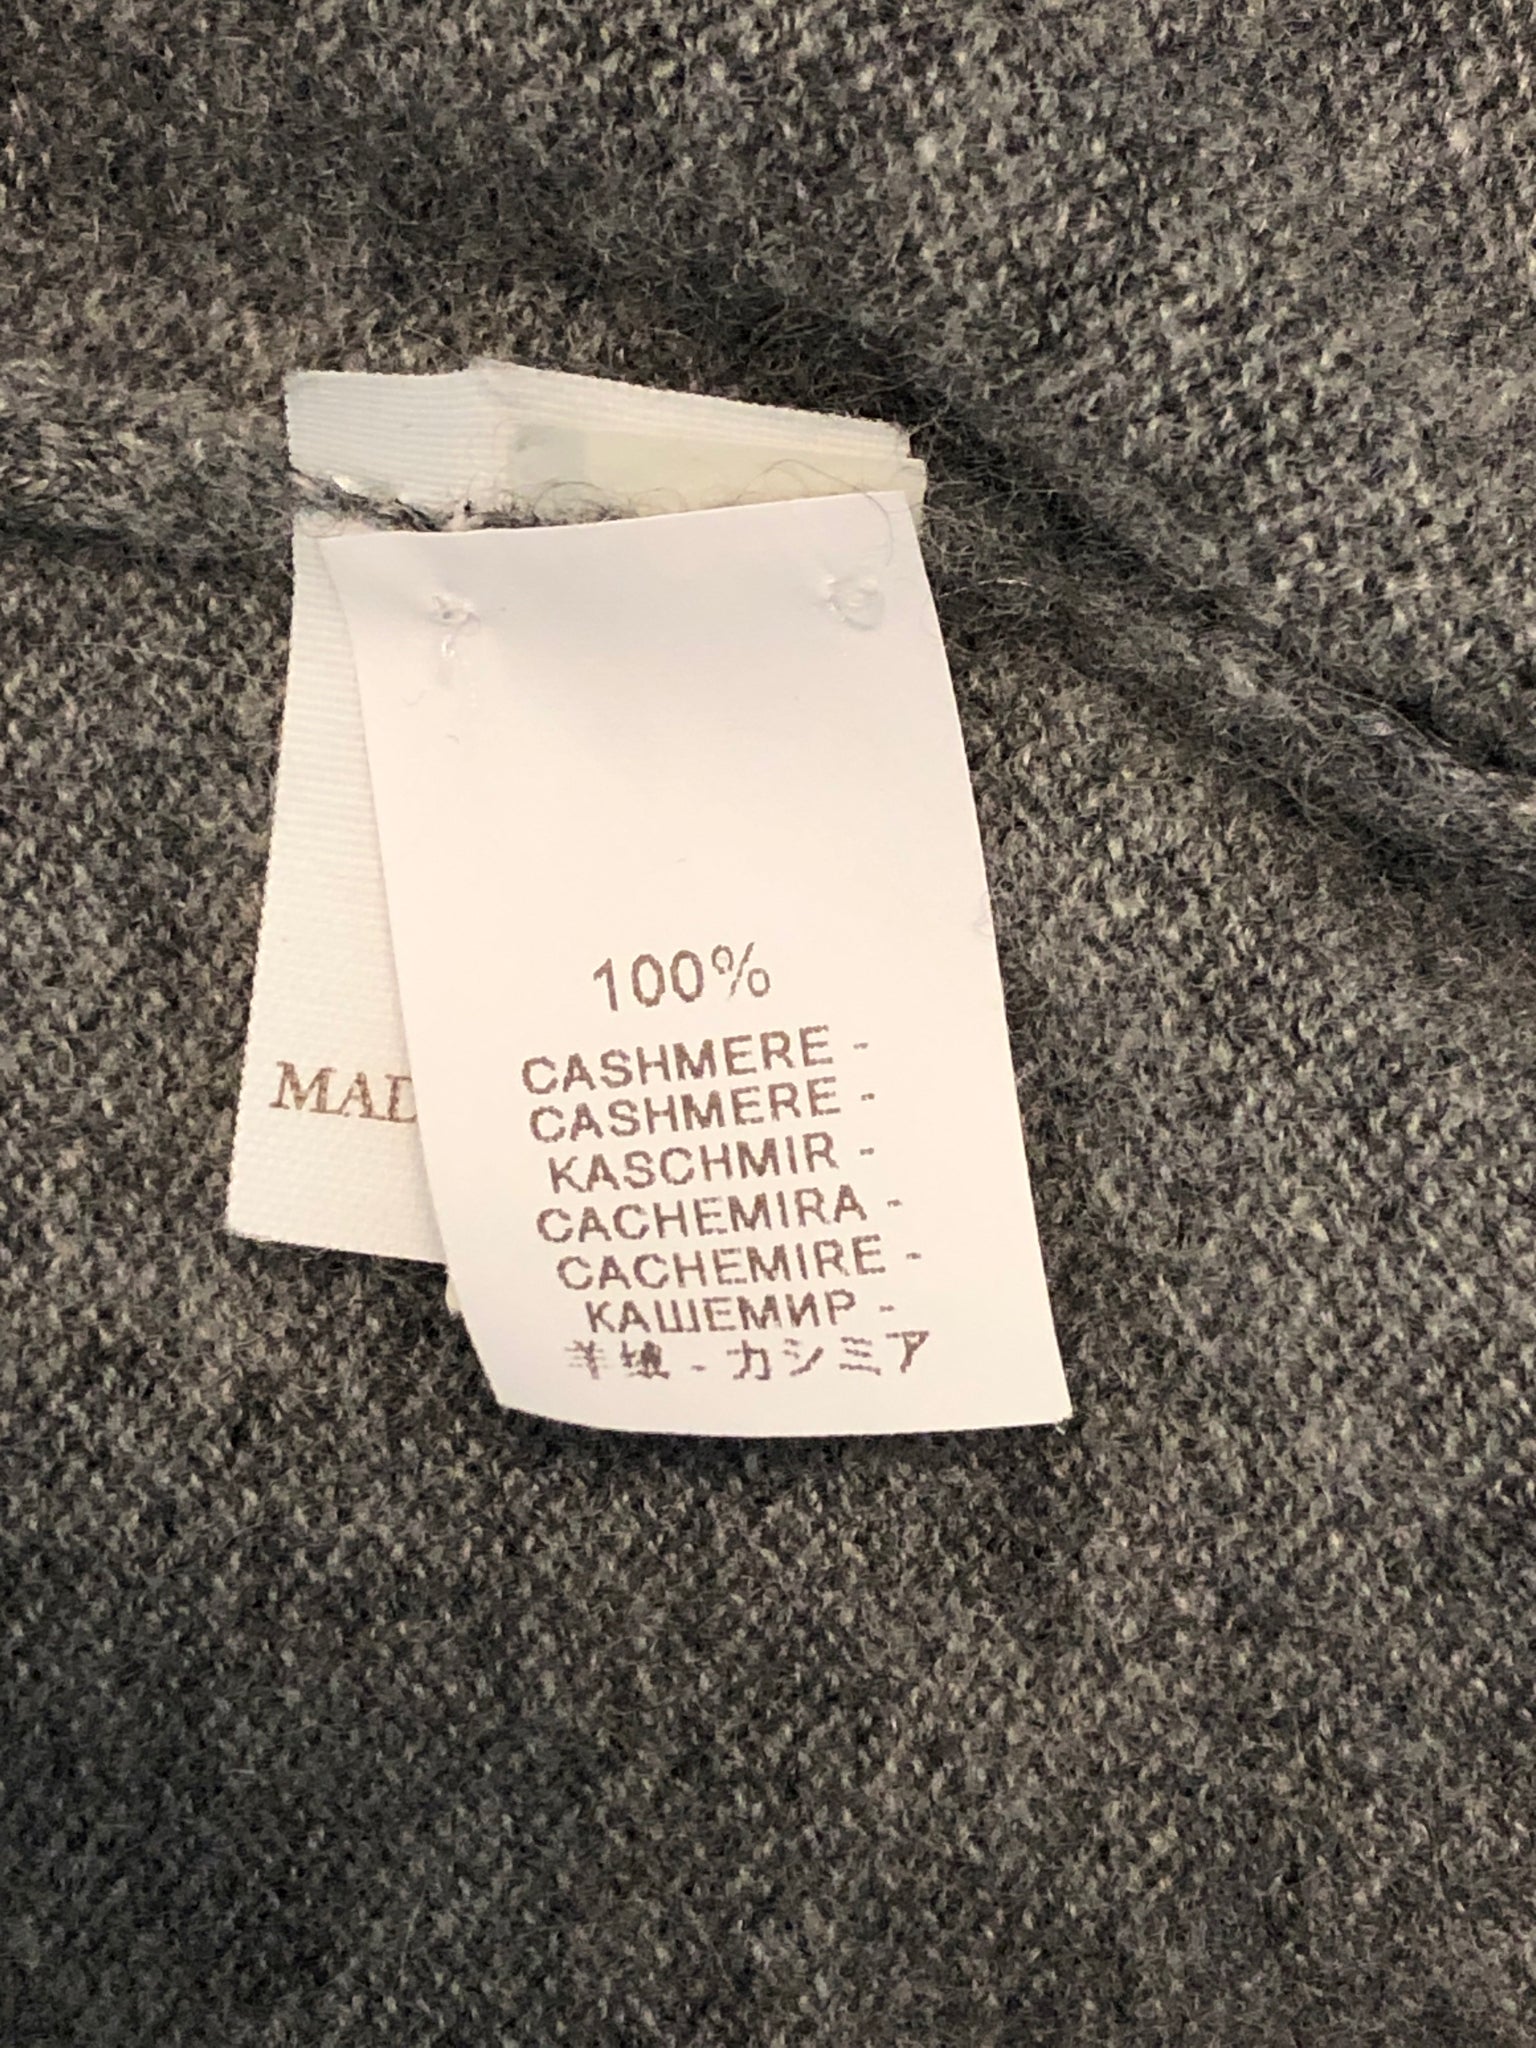 100%
CASHMERE -
CASHMERE -
KASCHMIR -
CACHEMIRA -
CACHEMIRE -
КАШЕМИР -
羊绒 - カシミア
MAD